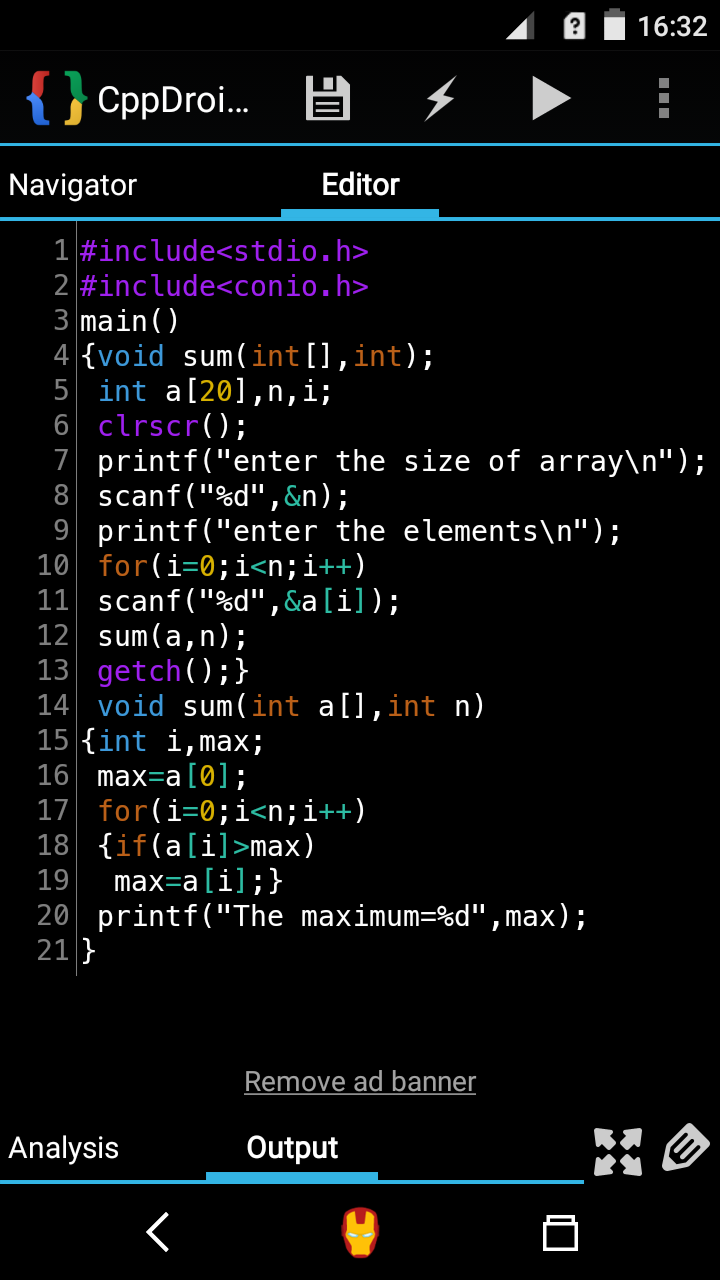 16:32
CppDroi...
Navigator Editor
1 #include<stdio.h>
2 #include<conio.h>
3 main()
4 {void sum(int[],int);
5  int a[20],n,i;
6  clrscr();
7  printf("enter the size of array\n");
8  scanf("%d",&n);
9  printf("enter the elements\n");
10  for(i=0;i<n;i++)
11  scanf("%d",&a[i]);
12  sum(a,n);
13  getch();}
14  void sum(int a[],int n)
15 {int i,max;
16  max=a[0];
17  for(i=0;i<n;i++)
18  {if(a[i]>max)
19   max=a[i];}
20  printf("The maximum=%d",max);
21 }
Remove ad banner
Analysis Output